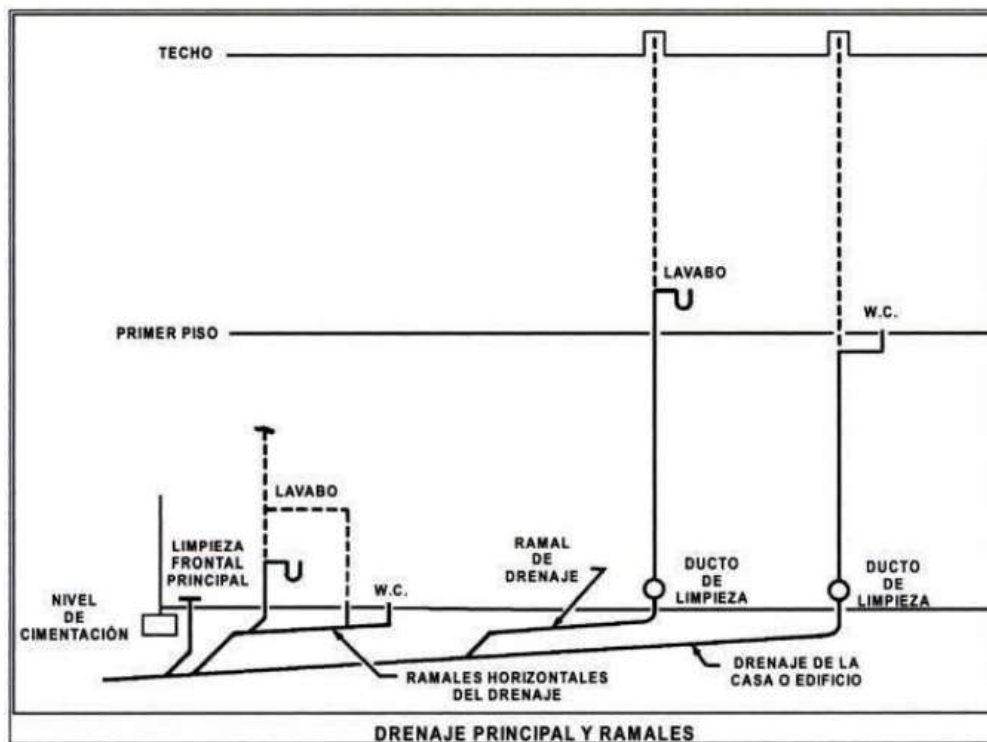 TECHO
LAVABO
W.C.
PRIMER PISO
LAVABO
LIMPIEZA
FRONTAL
PRINCIPAL
RAMAL
DE
DRENAJE
W.C.
DUCTO
DE
LIMPIEZA
DUCTO
DE
LIMPIEZA
NIVEL
DE
CIMENTACIÓN
RAMALES HORIZONTALES
DEL DRENAJE
DRENAJE DE LA
CASA O EDIFICIO
DRENAJE PRINCIPAL Y RAMALES